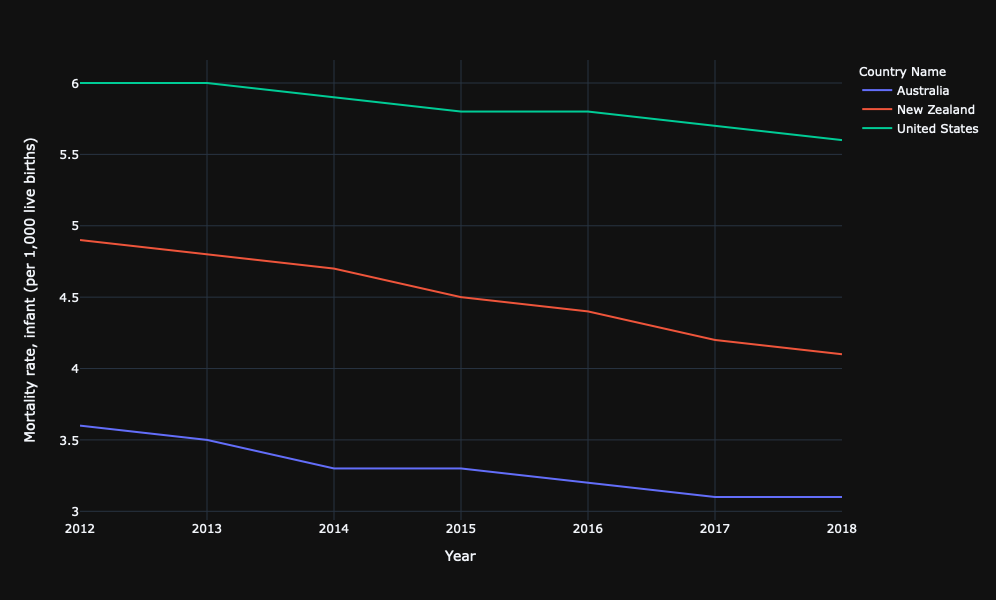 Mortality rate, infant (per 1,000 live births)
6
5.5
5
4.5
4
3.5
3
2012 2013 2014 2015 2016 2017 2018
Year
Country Name
Australia
New Zealand
United States